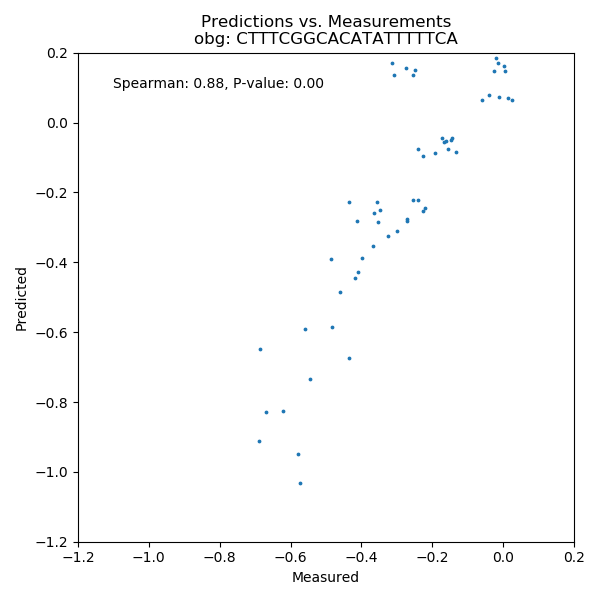 Predictions vs. Measurements
obg: CTTTCGGCACATATTTTTCA
Spearman: 0.88, P-value: 0.00
0.2
0.0
−0.2
−0.4
−0.6
−0.8
−1.0
−1.2
Predicted
−1.2 −1.0 −0.8 −0.6 −0.4 −0.2 0.0 0.2
Measured